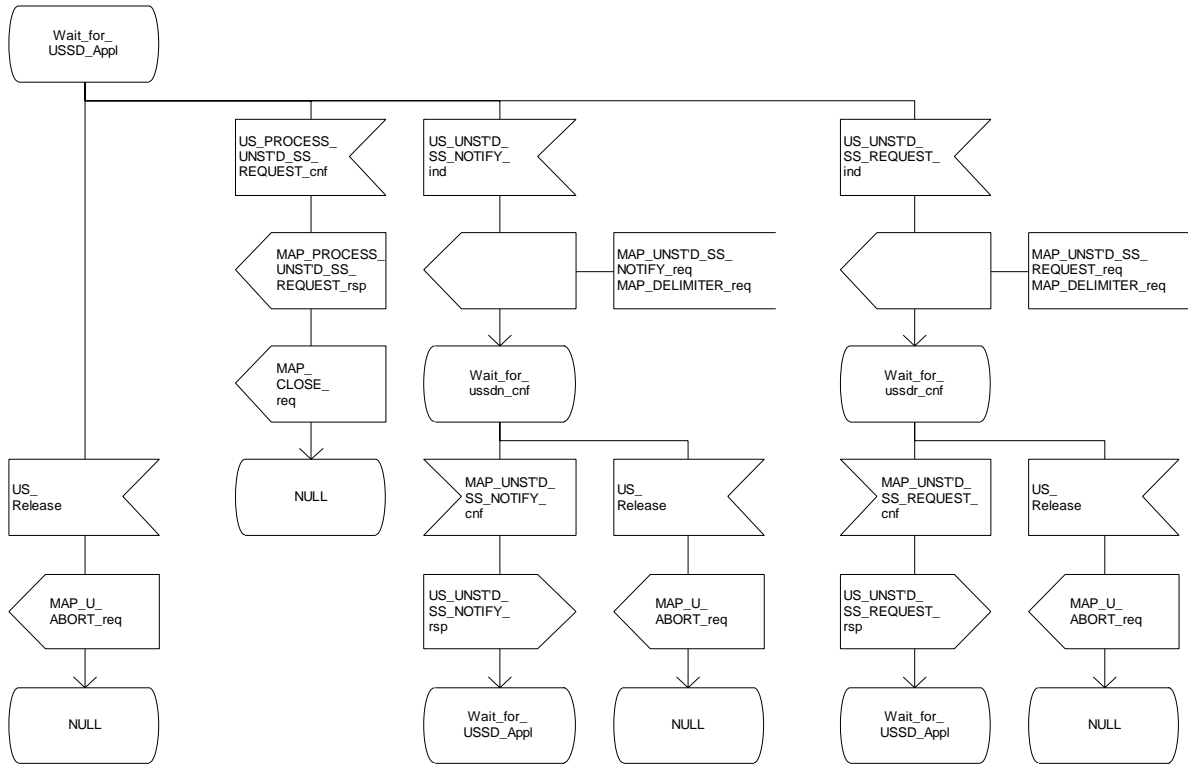 Wait_for_
USSD_Appl
US_PROCESS_
UNST'D_SS_
REQUEST_cnf
US_UNST'D_
SS_NOTIFY_
ind
US_UNST'D_
SS_REQUEST_
ind
MAP_PROCESS_
UNST'D_SS_
REQUEST_rsp
MAP_UNST'D_SS_
NOTIFY_req
MAP_DELIMITER_req
MAP_UNST'D_SS_
REQUEST_req
MAP_DELIMITER_req
MAP_
CLOSE_
req
Wait_for_
ussdn_cnf
Wait_for_
ussdr_cnf
US_
Release
NULL
MAP_UNST'D_
SS_NOTIFY_
cnf
US_
Release
MAP_UNST'D_
SS_REQUEST_
cnf
US_
Release
MAP_U_
ABORT_req
US_UNST'D_
SS_NOTIFY_
rsp
MAP_U_
ABORT_req
US_UNST'D_
SS_REQUEST_
rsp
MAP_U_
ABORT_req
NULL
Wait_for_
USSD_Appl
NULL
Wait_for_
USSD_Appl
NULL